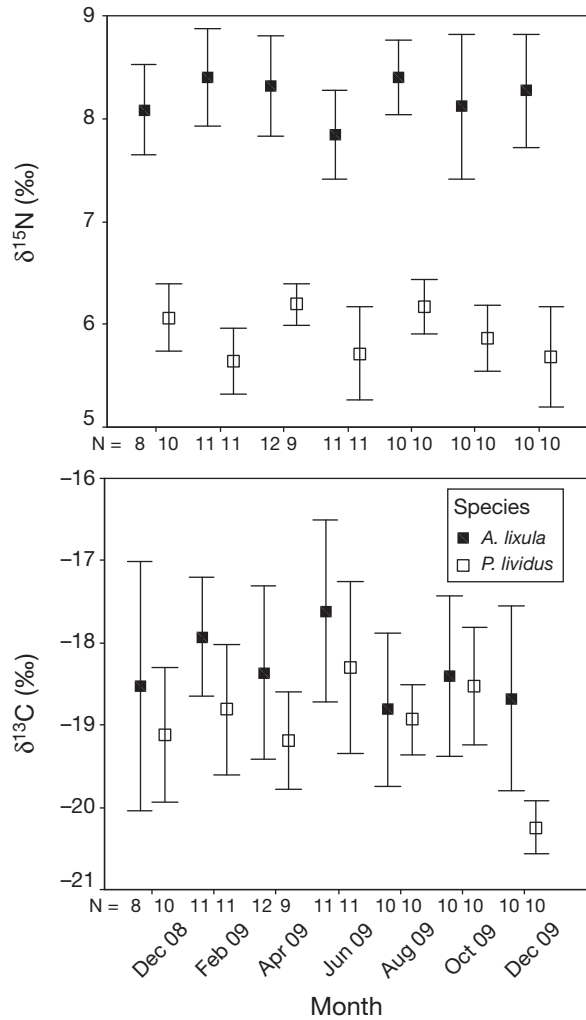 9
8
7
6
5
δ15N (‰)
N = 8 10 11 11 12 9 11 11 10 10 10 10 10 10
–16
–17
–18
–19
–20
–21
δ13C (‰)
Species
A. lixula
P. lividus
N = 8 10 11 11 12 9 11 11 10 10 10 10 10 10
Dec 08 Feb 09 Apr 09 Jun 09 Aug 09 Oct 09 Dec 09
Month